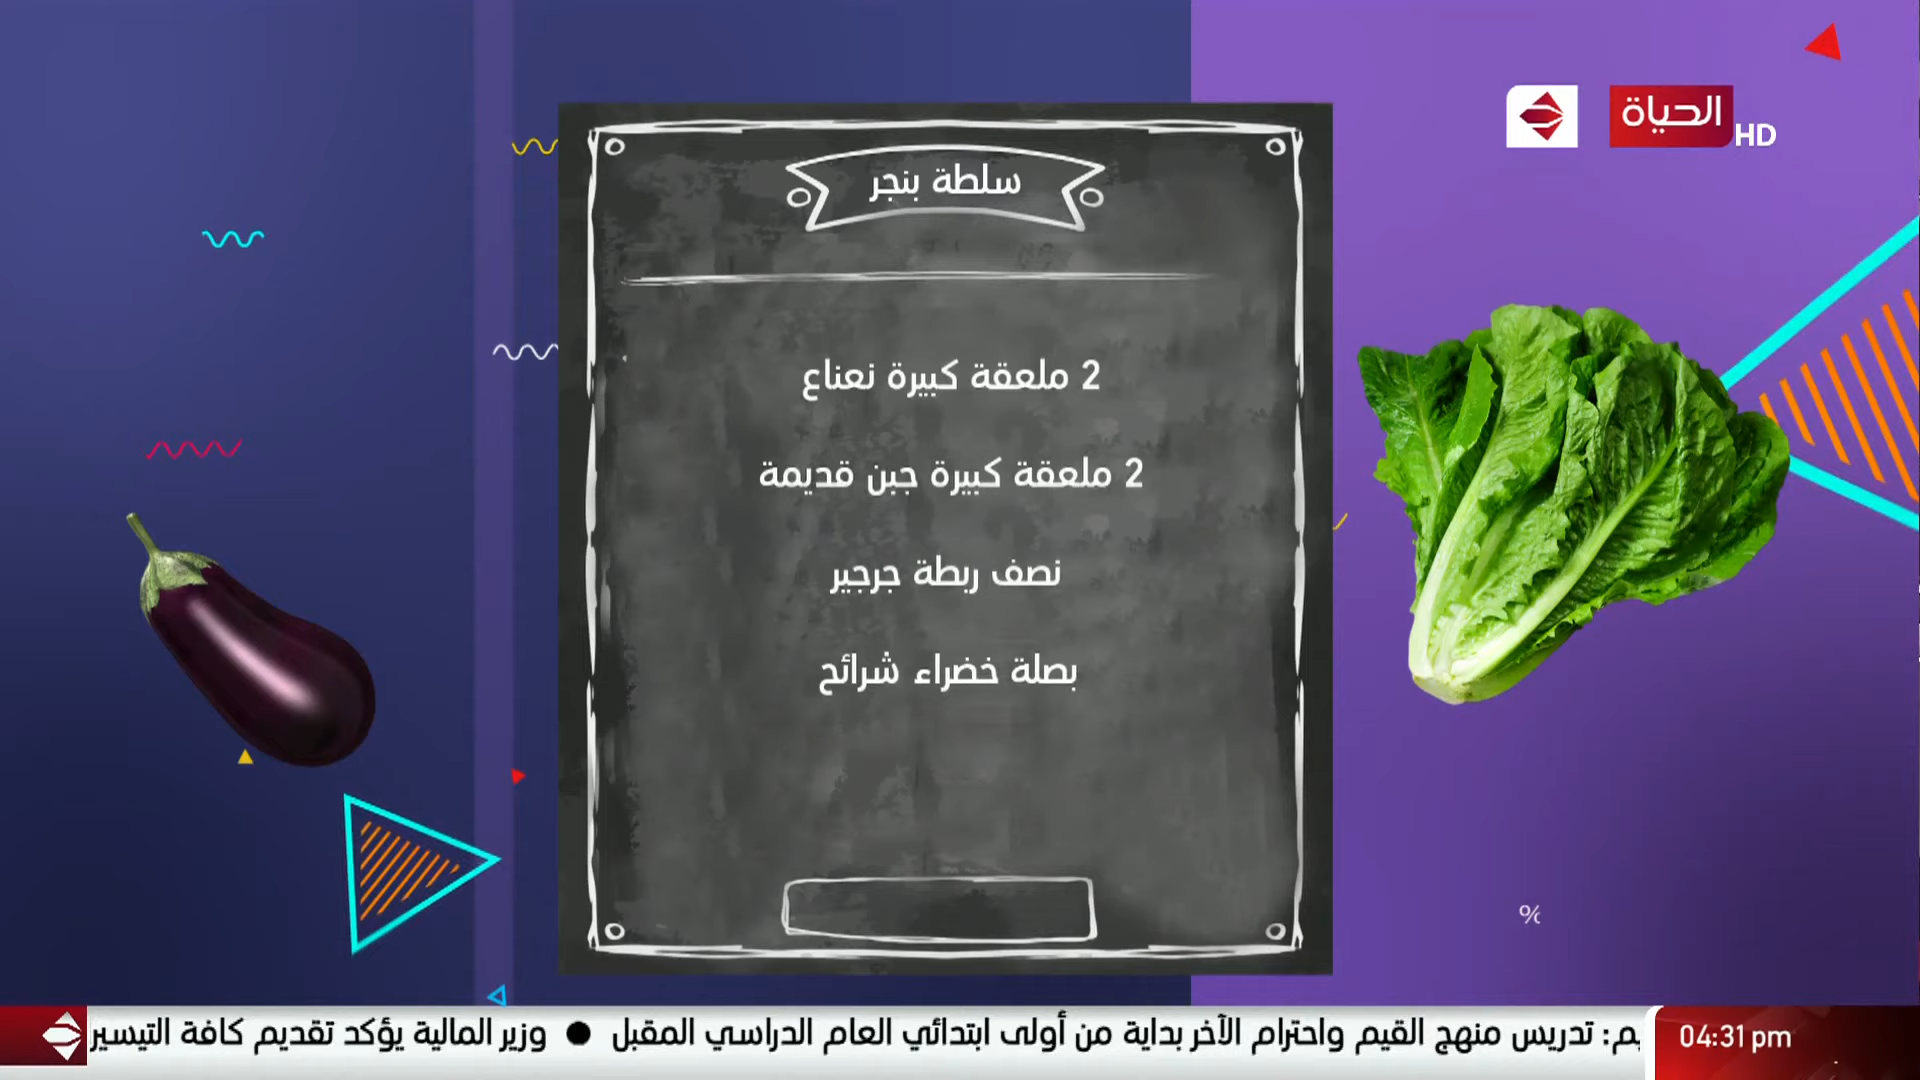 الحياة
HD
سلطة بنجر
2 ملعقة كبيرة نعناع
2 ملعقة كبيرة جبن قديمة
نصف ربطة جرجير
بصلة خضراء شرائح
%
يم: تدريس منهج القيم واحترام الآخر بداية من أولى ابتدائي العام الدراسي المقبل ● وزير المالية يؤكد تقديم كافة التيسير
04:31 pm